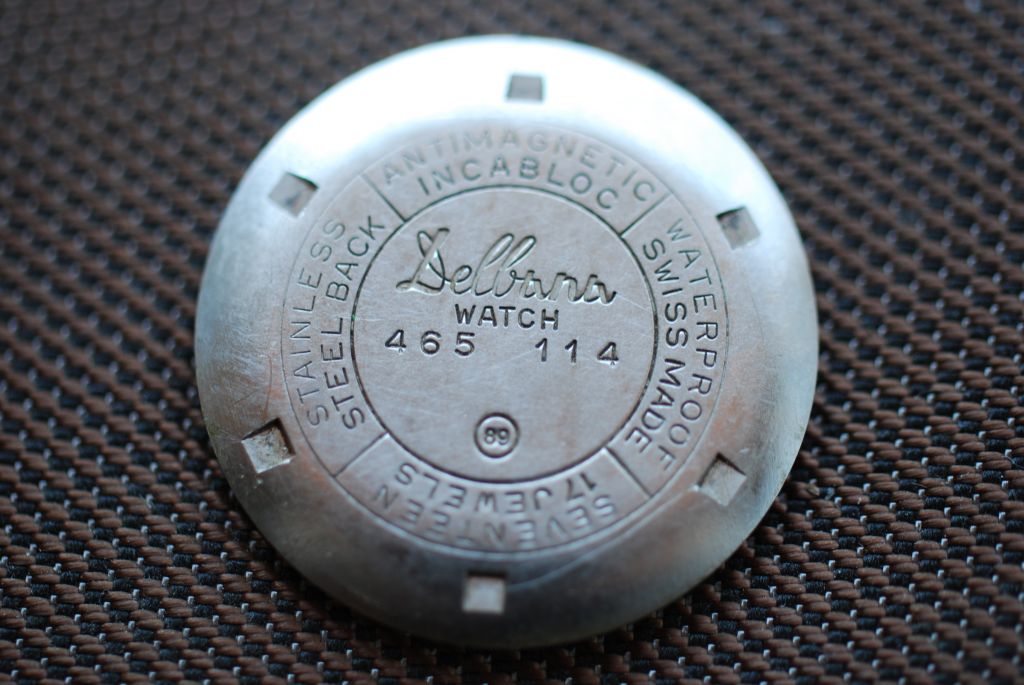 ANTIMAGNETIC
INCABLOC
WATERPROOF
SWISS MADE
SEVENTEEN
17 JEWELS
STAINLESS
STEEL BACK
Delbana
WATCH
465 114
89